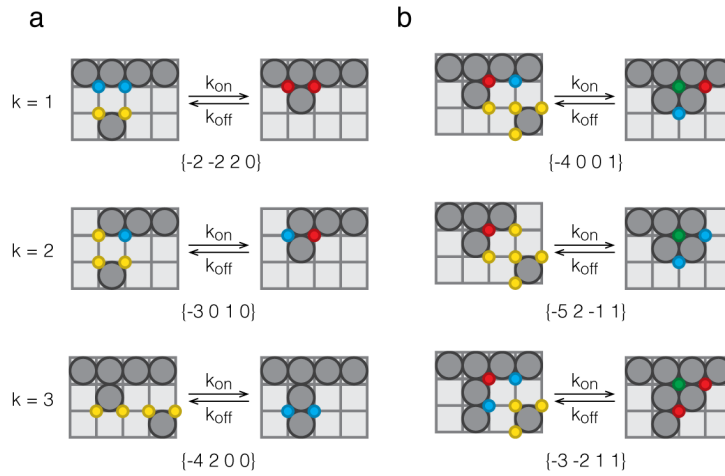 a b
k = 1 kon koff kon koff
{-2 -2 2 0} {-4 0 0 1}
k = 2 kon koff kon koff
{-3 0 1 0} {-5 2 -1 1}
k = 3 kon koff kon koff
{-4 2 0 0} {-3 -2 1 1}